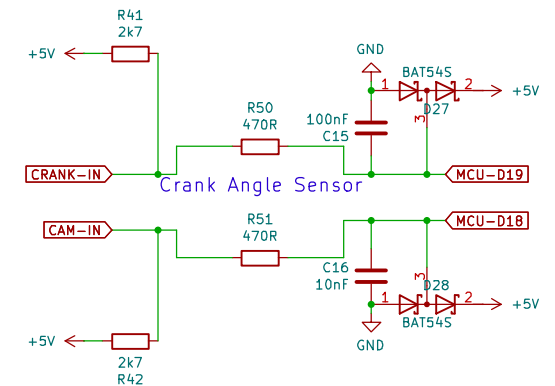 R41
2k7
+5V
GND
BAT54S
1
2
+5V
D27
3
R50
470R
100nF
C15
CRANK-IN
MCU-D19
Crank Angle Sensor
CAM-IN
MCU-D18
R51
470R
C16
10nF
3
D28
1
2
+5V
BAT54S
GND
+5V
2k7
R42